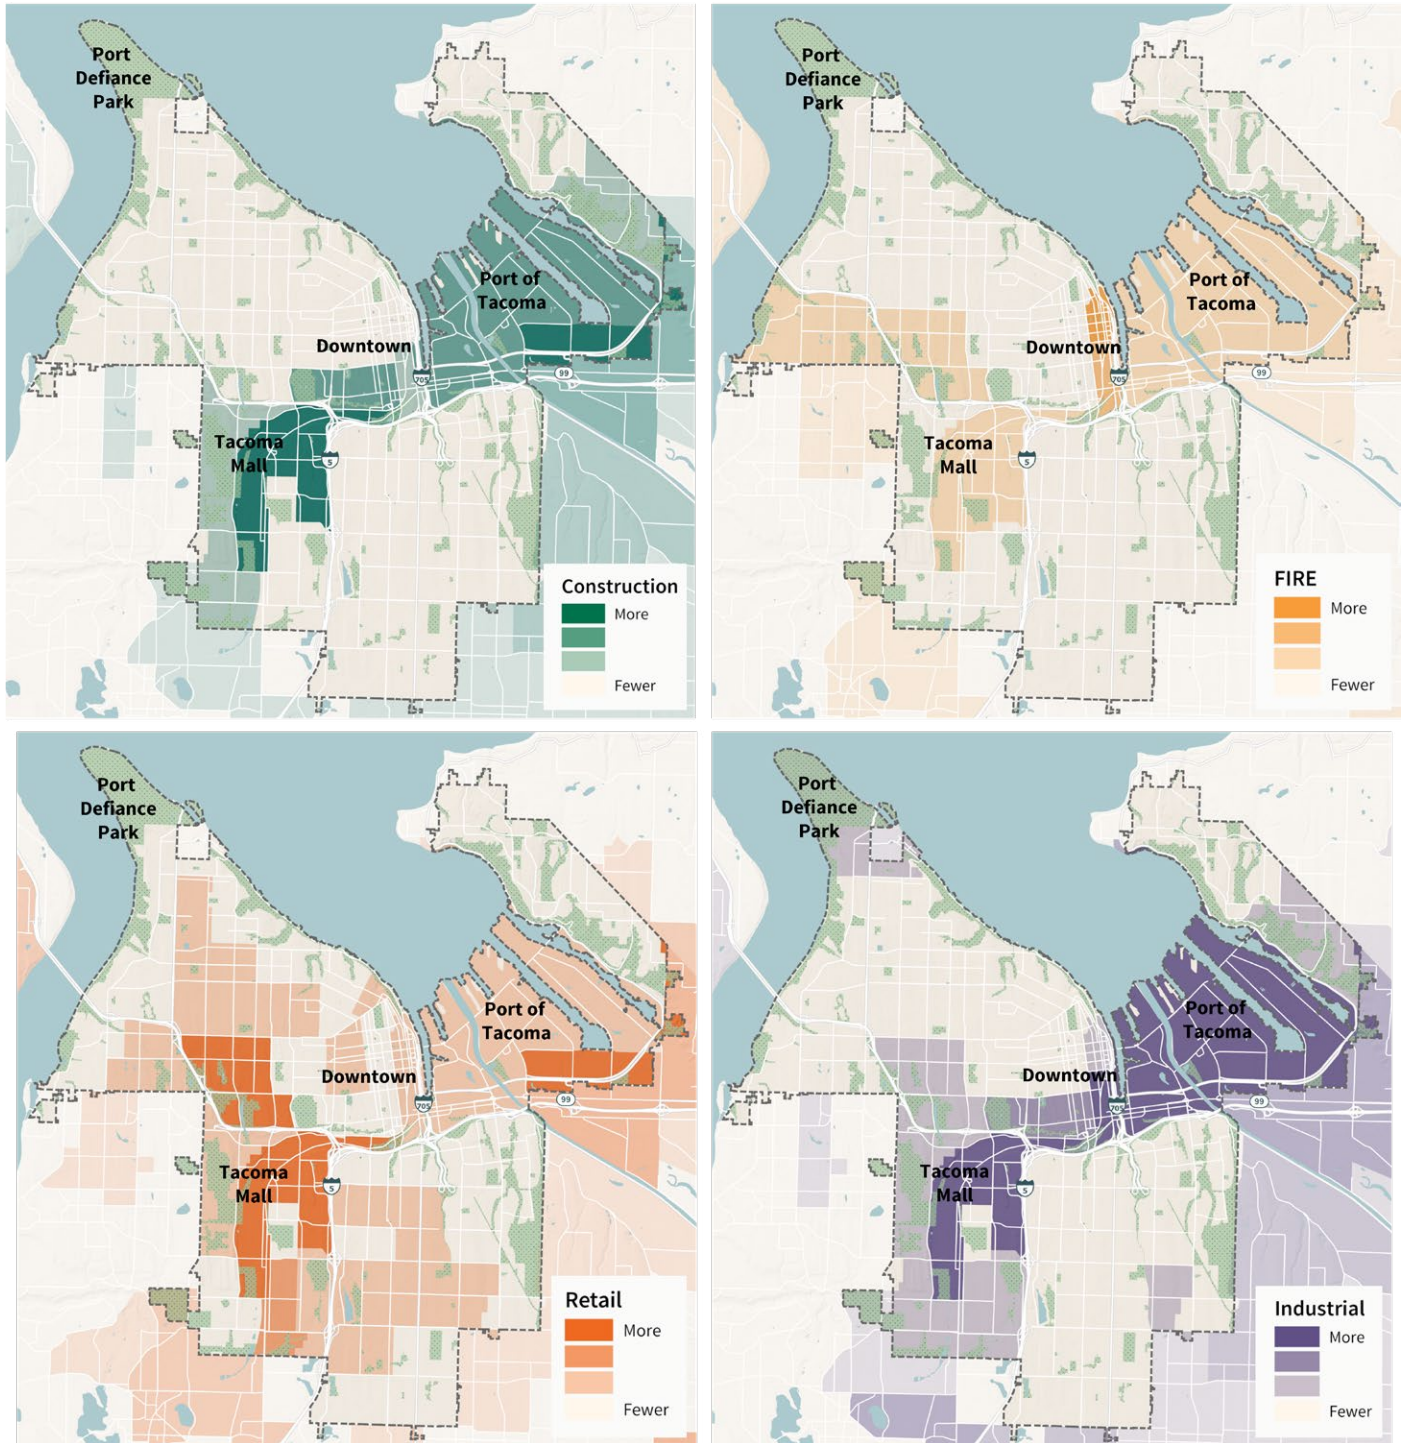 Port
Defiance
Park
Port of
Tacoma
Downtown
705
99
Tacoma
Mall
5
Construction
More
Fewer
Port
Defiance
Park
Port of
Tacoma
Downtown
705
99
Tacoma
Mall
5
FIRE
More
Fewer
Port
Defiance
Park
Port of
Tacoma
Downtown
705
99
Tacoma
Mall
5
Retail
More
Fewer
Port
Defiance
Park
Port of
Tacoma
Downtown
705
99
Tacoma
Mall
5
Industrial
More
Fewer